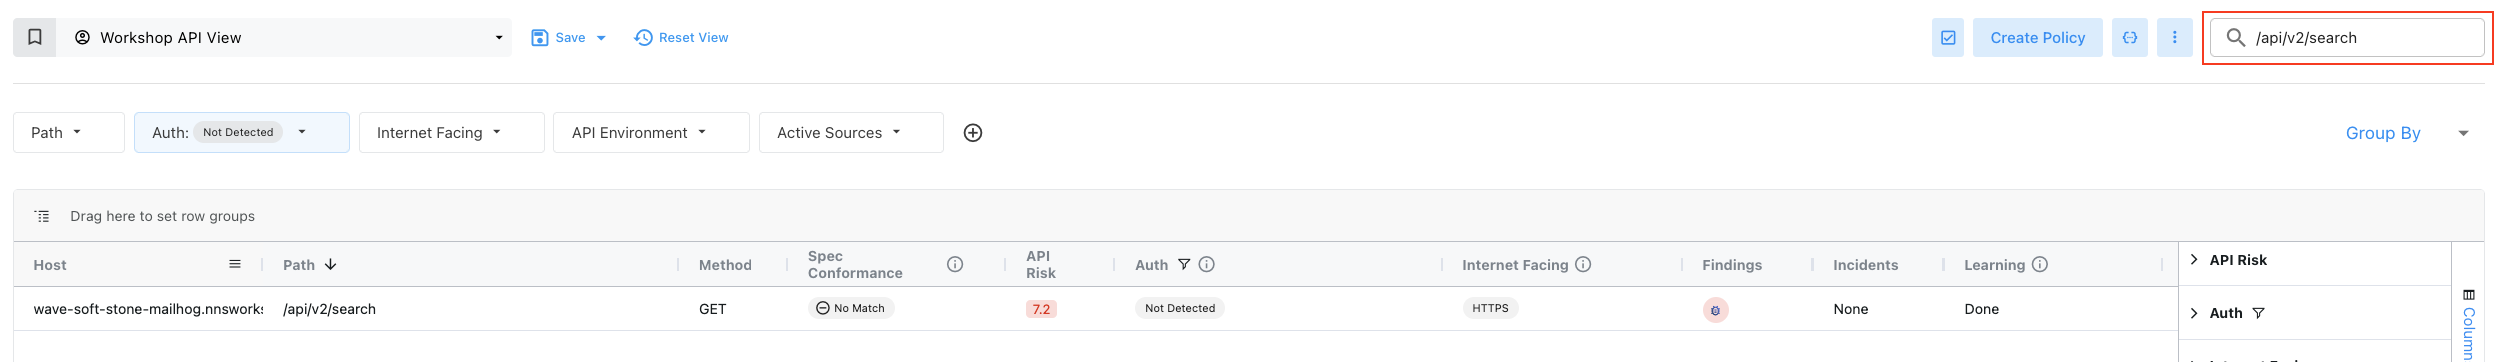 Workshop API View
Save
Reset View
Create Policy
/api/v2/search
Path
Auth: Not Detected
Internet Facing
API Environment
Active Sources
Group By
Drag here to set row groups
Host
Path
Method
Spec
Conformance
API
Risk
Auth
Internet Facing
Findings
Incidents
Learning
API Risk
wave-soft-stone-mailhog.nnsworks
/api/v2/search
GET
No Match
7.2
Not Detected
HTTPS
None
Done
Auth
Column